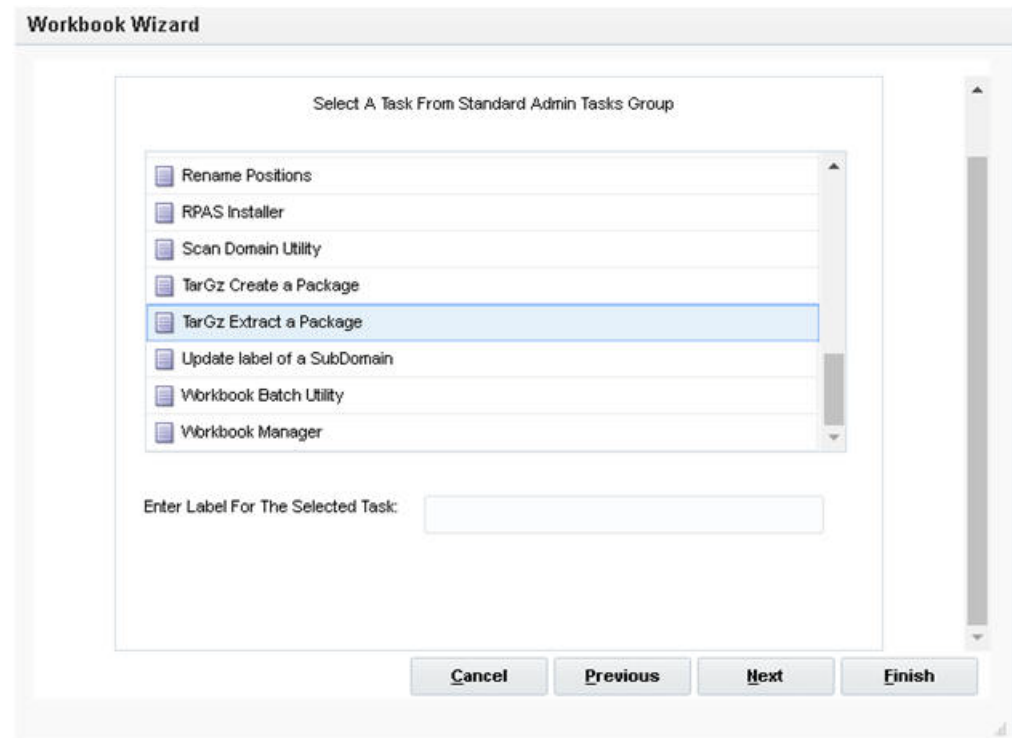 Workbook Wizard
Select A Task From Standard Admin Tasks Group
Rename Positions
RPAS Installer
Scan Domain Utility
TarGz Create a Package
TarGz Extract a Package
Update label of a SubDomain
Workbook Batch Utility
Workbook Manager
Enter Label For The Selected Task:
Cancel Previous Next Finish